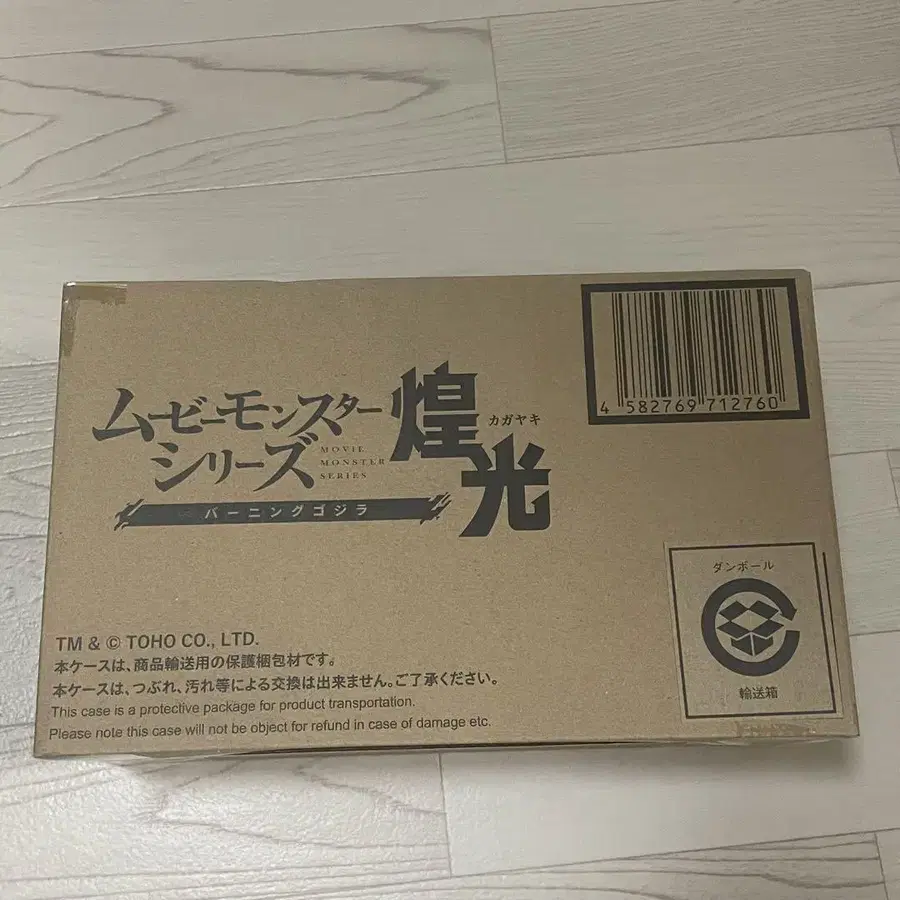 4 582769 712760
ムービーモンスター
シリーズ
MOVIE
MONSTER
SERIES
煌光
カガヤキ
バーニングゴジラ
ダンボール
輸送箱
TM & © TOHO CO., LTD.
本ケースは、商品輸送用の保護梱包材です。
本ケースは、つぶれ、汚れ等による交換は出来ません。ご了承ください。
This case is a protective package for product transportation.
Please note this case will not be object for refund in case of damage etc.